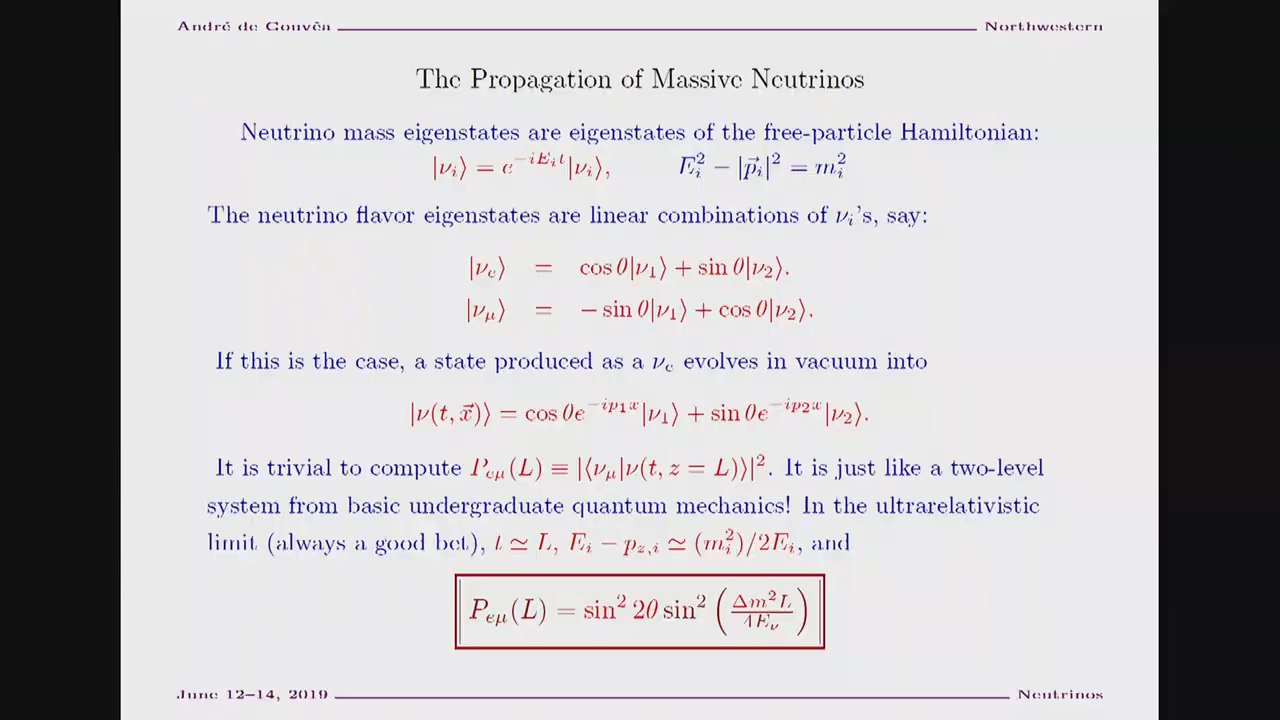 André de Gouvêa Northwestern
The Propagation of Massive Neutrinos
Neutrino mass eigenstates are eigenstates of the free-particle Hamiltonian:
|νᵢ⟩ = e^{−iEᵢt}|νᵢ⟩, Eᵢ² − |p⃗ᵢ|² = mᵢ²
The neutrino flavor eigenstates are linear combinations of νᵢ's, say:
|νₑ⟩ = cos θ|ν₁⟩ + sin θ|ν₂⟩.
|ν_μ⟩ = − sin θ|ν₁⟩ + cos θ|ν₂⟩.
If this is the case, a state produced as a νₑ evolves in vacuum into
|ν(t, x⃗)⟩ = cos θe^{−ip₁x}|ν₁⟩ + sin θe^{−ip₂x}|ν₂⟩.
It is trivial to compute P_{eμ}(L) ≡ |⟨ν_μ|ν(t, z = L)⟩|². It is just like a two-level
system from basic undergraduate quantum mechanics! In the ultrarelativistic
limit (always a good bet), t ≃ L, Eᵢ − p_{z,i} ≃ (mᵢ²)/2Eᵢ, and
P_{eμ}(L) = sin² 2θ sin² (Δm²L / 4E_ν)
June 12–14, 2019 Neutrinos